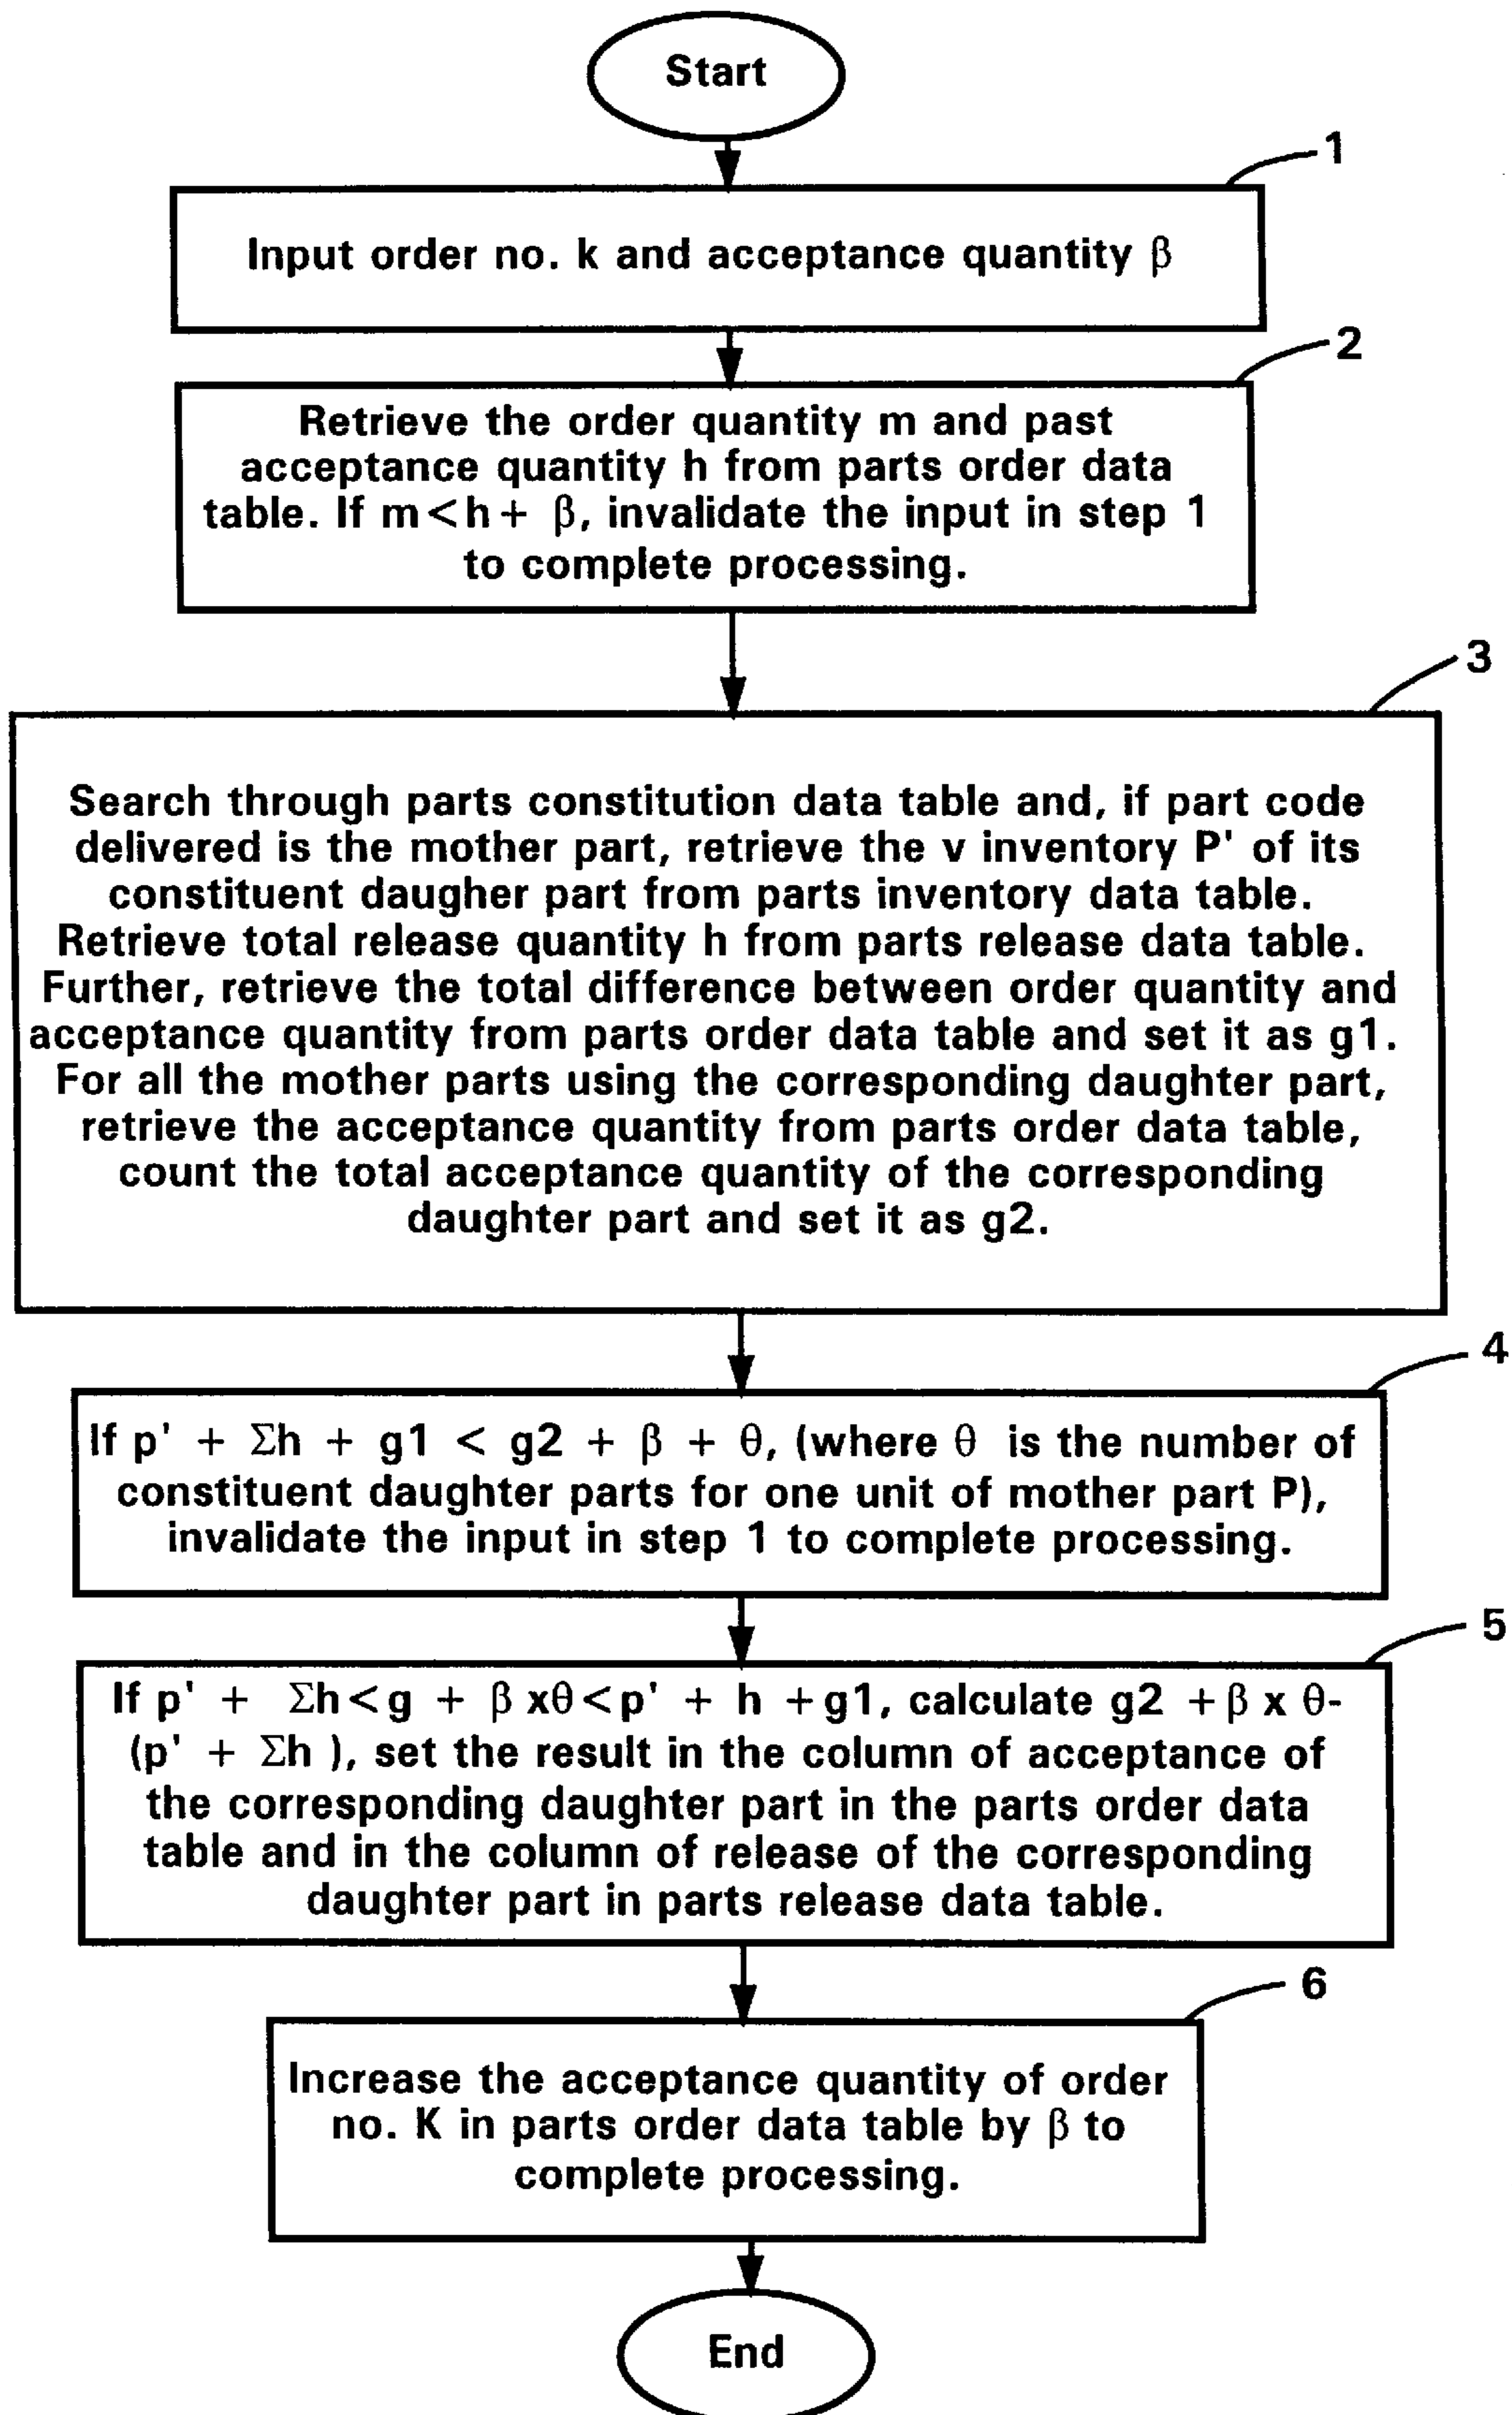 Start
1
Input order no. k and acceptance quantity β
2
Retrieve the order quantity m and past
acceptance quantity h from parts order data
table. If m<h+ β, invalidate the input in step 1
to complete processing.
3
Search through parts constitution data table and, if part code
delivered is the mother part, retrieve the v inventory P' of its
constituent daugher part from parts inventory data table.
Retrieve total release quantity h from parts release data table.
Further, retrieve the total difference between order quantity and
acceptance quantity from parts order data table and set it as g1.
For all the mother parts using the corresponding daughter part,
retrieve the acceptance quantity from parts order data table,
count the total acceptance quantity of the corresponding
daughter part and set it as g2.
4
If p' + Σh + g1 < g2 + β + θ, (where θ is the number of
constituent daughter parts for one unit of mother part P),
invalidate the input in step 1 to complete processing.
5
If p' + Σh<g + β xθ<p' + h +g1, calculate g2 +β x θ-
(p' + Σh ), set the result in the column of acceptance of
the corresponding daughter part in the parts order data
table and in the column of release of the corresponding
daughter part in parts release data table.
6
Increase the acceptance quantity of order
no. K in parts order data table by β to
complete processing.
End